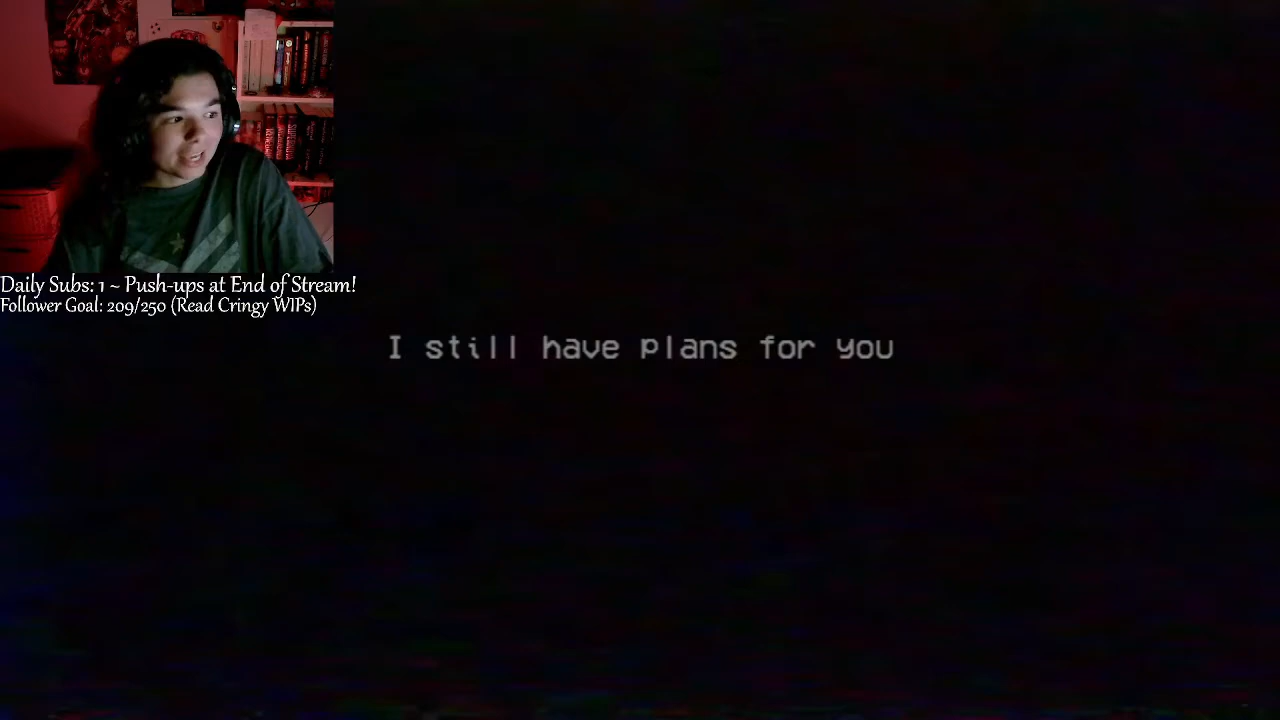 Daily Subs: 1 ~ Push-ups at End of Stream!
Follower Goal: 209/250 (Read Cringy WIPs)
I still have plans for you